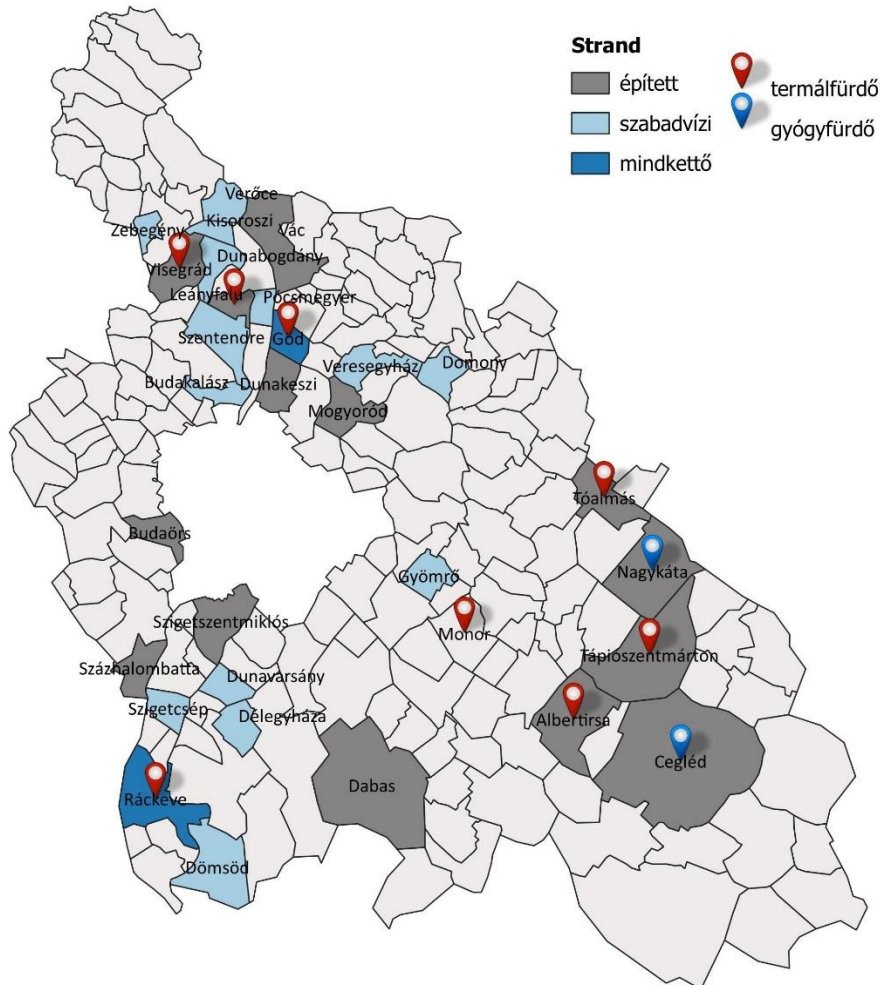 Strand
épített
szabadvízi
mindkettő
termálfürdő
gyógyfürdő
Verőce
Kisoroszi
Zebegény
Vác
Dunabogdány
Visegrád
Leányfalu
Pócsmegyer
Szentendre
Göd
Veresegyház
Domony
Budakalász
Dunakeszi
Mogyoród
Tóalmás
Budaörs
Nagykáta
Gyömrő
Szigetszentmiklós
Monor
Tápiószentmárton
Százhalombatta
Dunavarsány
Szigetcsép
Délegyháza
Albertirsa
Cegléd
Dabas
Ráckeve
Dömsöd